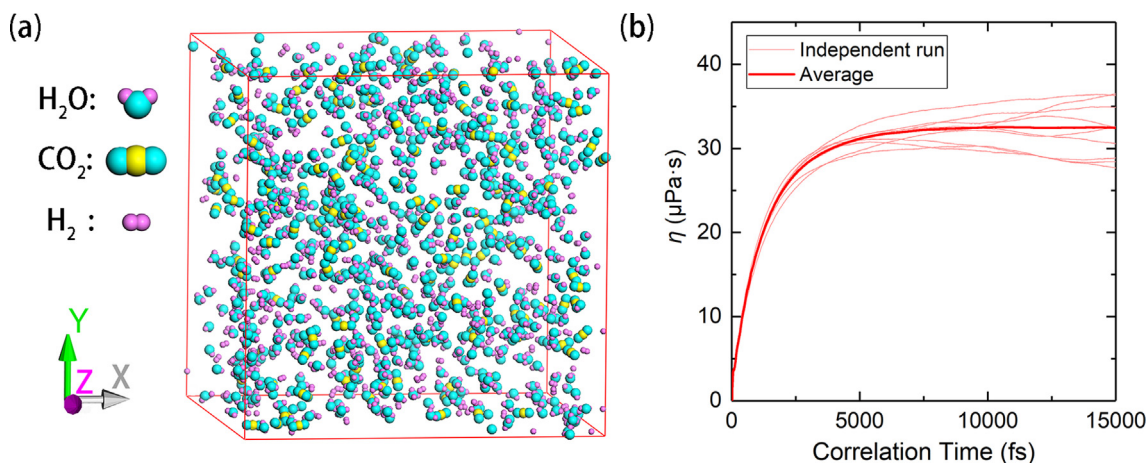 (a)
H₂O:
CO₂:
H₂ :
Y
Z
X
(b)
Independent run
Average
40
30
20
10
0
η (μPa·s)
0
5000
10000
15000
Correlation Time (fs)